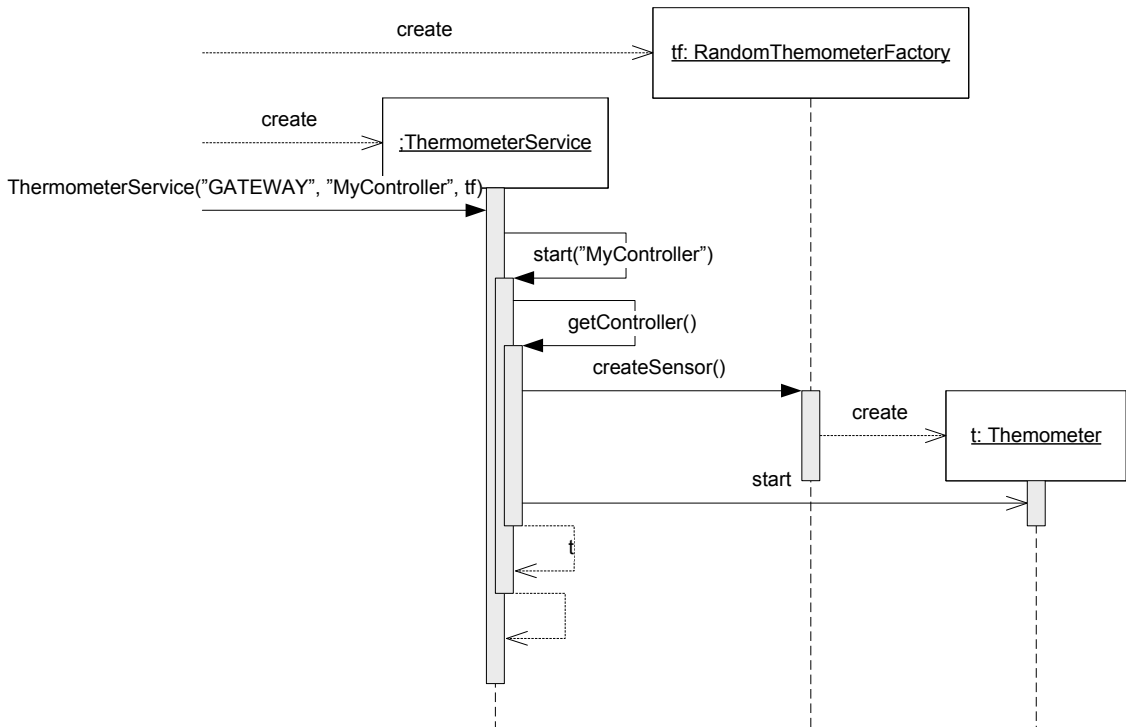 create
tf: RandomThemometerFactory
create
:ThermometerService
ThermometerService(”GATEWAY”, ”MyController”, tf)
start(”MyController”)
getController()
createSensor()
create
t: Themometer
start
t